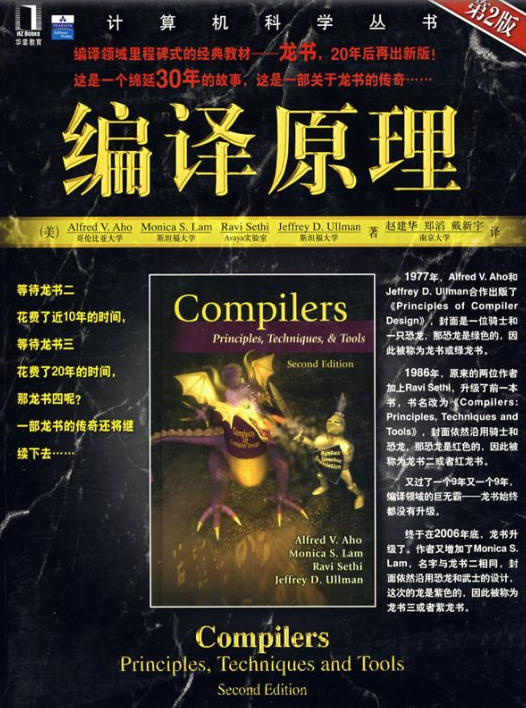 HZ BOOKS
华章教育
PEARSON
Addison Wesley
计算机科学丛书
第2版
编译领域里程碑式的经典教材——龙书，20年后再出新版！
这是一个绵延30年的故事，这是一部关于龙书的传奇……
编译原理
（美） Alfred V. Aho Monica S. Lam Ravi Sethi Jeffrey D. Ullman 著 赵建华 郑滔 戴新宇 译
哥伦比亚大学 斯坦福大学 Avaya实验室 斯坦福大学 南京大学
等待龙书二
花费了近10年的时间，
等待龙书三
花费了20年的时间，
那龙书四呢？
一部龙书的传奇还将继
续下去……
Compilers
Principles, Techniques, & Tools
Second Edition
Complexity
of
Compiler Design
Syntax
Directed
Translation
Alfred V. Aho
Monica S. Lam
Ravi Sethi
Jeffrey D. Ullman
1977年，Alfred V. Aho和
Jeffrey D. Ullman合作出版了
《Principles of Compiler
Design》，封面是一位骑士和
一只恐龙，那恐龙是绿色的，因
此被称为龙书或绿龙书。
1986年，原来的两位作者
加上Ravi Sethi，升级了前一本
书，书名改为《Compilers:
Principles, Techniques and
Tools》，封面依然沿用骑士和
恐龙，那恐龙是红色的，因此被
称为龙书二或者红龙书。
又过了一个9年又一个9年，
编译领域的巨无霸——龙书始终
都没有升级。
终于在2006年底，龙书升
级了。作者又增加了Monica S.
Lam，名字与龙书二相同，封
面依然沿用恐龙和武士的设计，
这次的龙是紫色的，因此被称为
龙书三或者紫龙书。
Compilers
Principles, Techniques and Tools
Second Edition